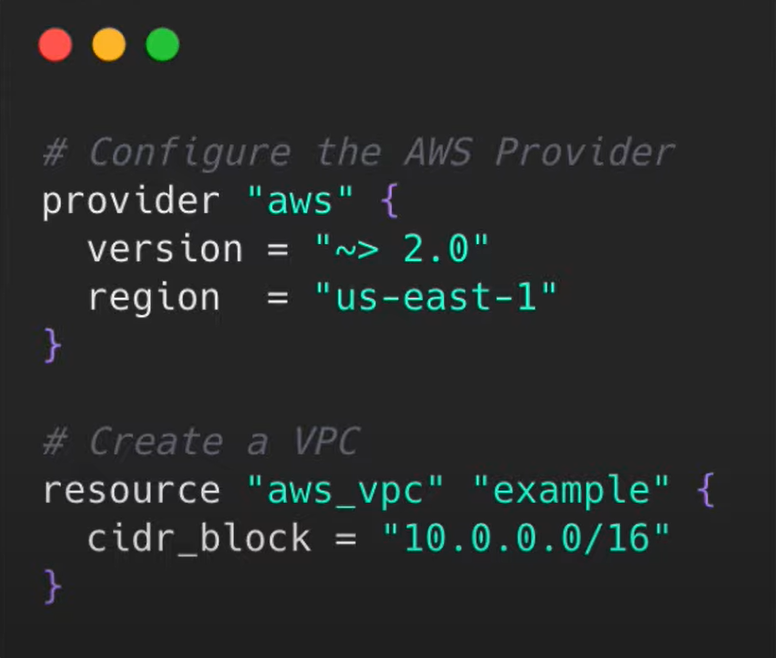 # Configure the AWS Provider
provider "aws" {
  version = "~> 2.0"
  region  = "us-east-1"
}

# Create a VPC
resource "aws_vpc" "example" {
  cidr_block = "10.0.0.0/16"
}